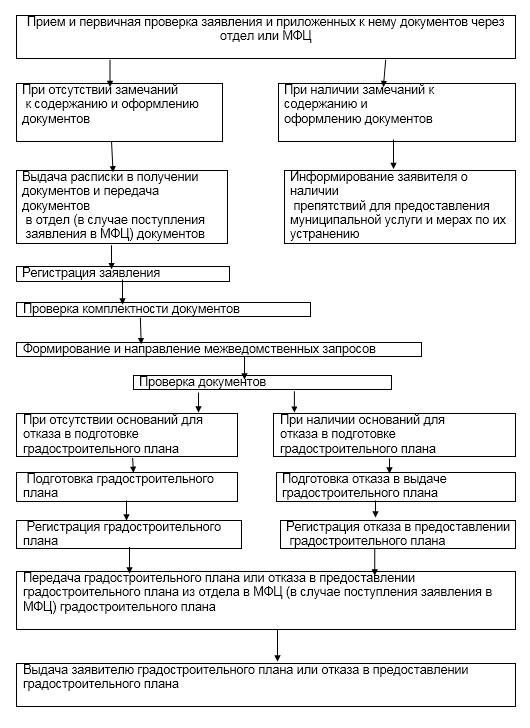 Прием и первичная проверка заявления и приложенных к нему документов через
отдел или МФЦ
При отсутствии замечаний
к содержанию и оформлению
документов
При наличии замечаний к
содержанию и
оформлению документов
Выдача расписки в получении
документов и передача
документов
в отдел (в случае поступления
заявления в МФЦ) документов
Информирование заявителя о
наличии
препятствий для предоставления
муниципальной услуги и мерах по их
устранению
Регистрация заявления
Проверка комплектности документов
Формирование и направление межведомственных запросов
Проверка документов
При отсутствии оснований для
отказа в подготовке
градостроительного плана
При наличии оснований для
отказа в подготовке
градостроительного плана
Подготовка градостроительного
плана
Подготовка отказа в выдаче
градостроительного плана
Регистрация градостроительного
плана
Регистрация отказа в предоставлении
градостроительного плана
Передача градостроительного плана или отказа в предоставлении
градостроительного плана из отдела в МФЦ (в случае поступления заявления в
МФЦ) градостроительного плана
Выдача заявителю градостроительного плана или отказа в предоставлении
градостроительного плана